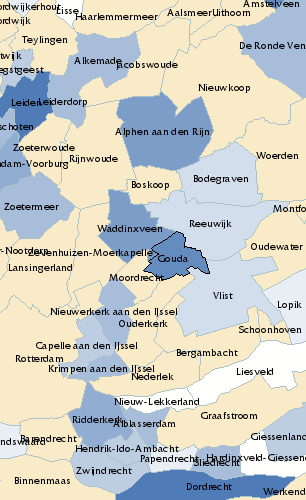 rdwijkerhout
Lisse
Haarlemmermeer
Aalsmeer
Uithoorn
Amstelveen
rdwijk
Teylingen
De Ronde Ven
twijk
Alkemade
Jacobswoude
egstgeest
Nieuwkoop
Leiden
Leiderdorp
schoten
Alphen aan den Rijn
Zoeterwoude
Woerden
dam-Voorburg
Rijnwoude
Bodegraven
Boskoop
Zoetermeer
Montfo
Reeuwijk
Waddinxveen
Oudewater
r-Nootdorp
Zevenhuizen-Moerkapelle
Gouda
Lansingerland
Moordrecht
Vlist
Lopik
Nieuwerkerk aan den IJssel
Ouderkerk
Schoonhoven
Capelle aan den IJssel
Bergambacht
Rotterdam
Krimpen aan den IJssel
Liesveld
Nederlek
Nieuw-Lekkerland
Graafstroom
Ridderkerk
Alblasserdam
Giessenland
ndswaard
Barendrecht
Hendrik-Ido-Ambacht
Papendrecht
Sliedrecht
Hardinxveld-Giessend
Zwijndrecht
Binnenmaas
Dordrecht
Werkend